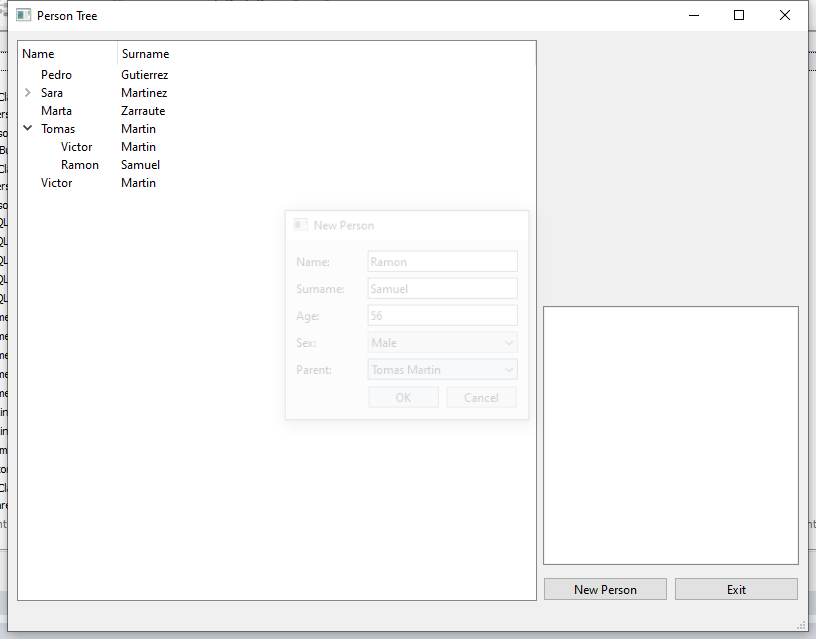 Person Tree
Name Surname
Pedro Gutierrez
Sara Martinez
Marta Zarraute
Tomas Martin
Victor Martin
Ramon Samuel
Victor Martin
New Person
Name: Ramon
Surname: Samuel
Age: 56
Sex: Male
Parent: Tomas Martin
OK Cancel
New Person Exit